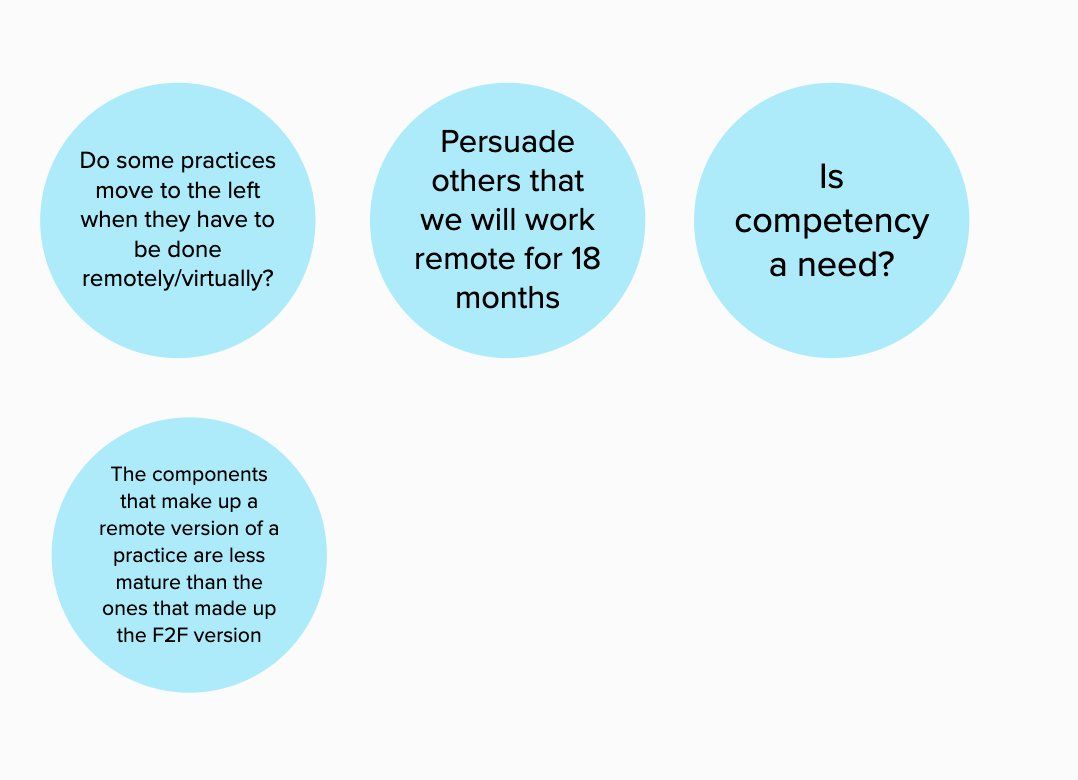 Do some practices
move to the left
when they have to
be done
remotely/virtually?
Persuade
others that
we will work
remote for 18
months
Is
competency
a need?
The components
that make up a
remote version of a
practice are less
mature than the
ones that made up
the F2F version